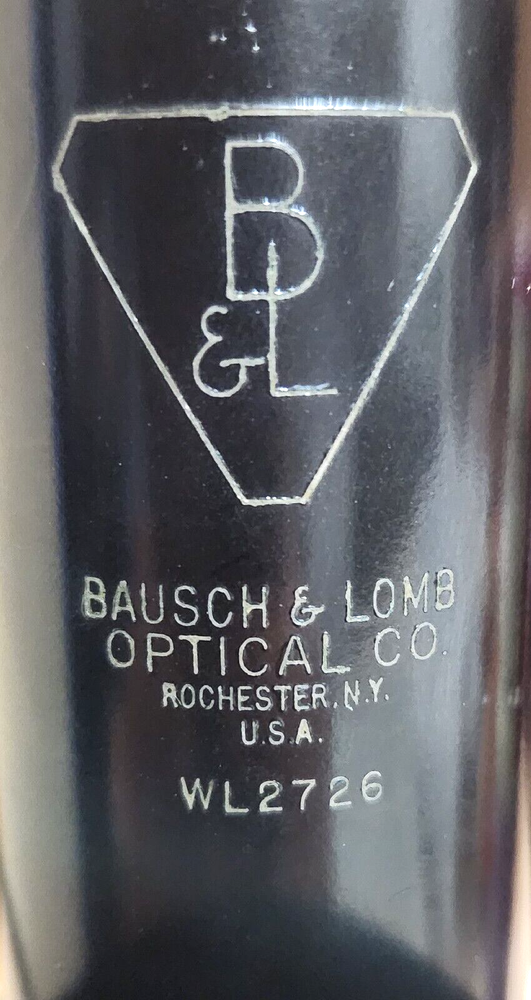 B
&L
BAUSCH & LOMB
OPTICAL CO.
ROCHESTER, N.Y.
U.S.A.
WL2726